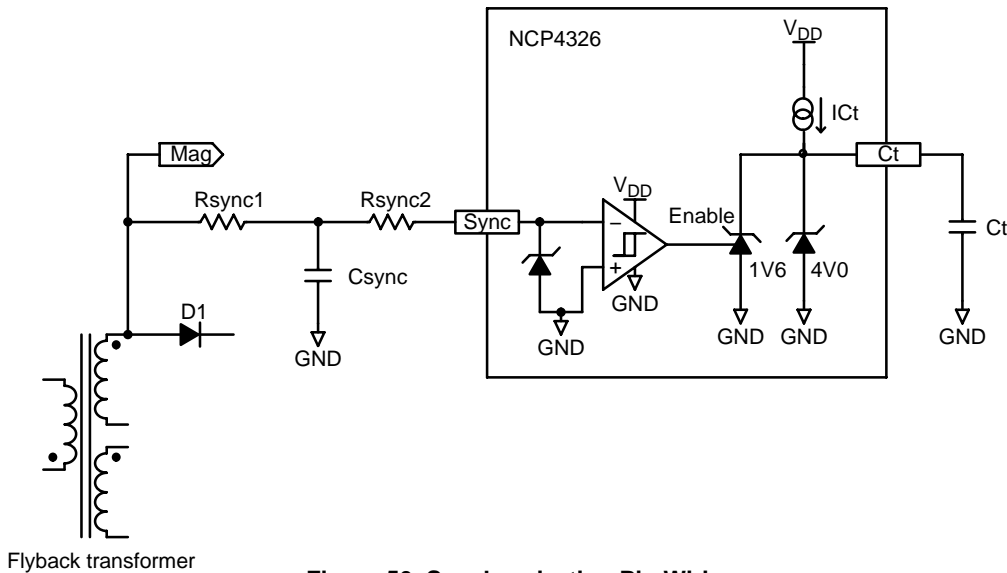 NCP4326
VDD
ICt
Mag
Ct
Rsync1
Rsync2
VDD
Sync
Enable
Ct
−
+
1V6
4V0
Csync
GND
D1
GND
GND
GND
GND
GND
Flyback transformer